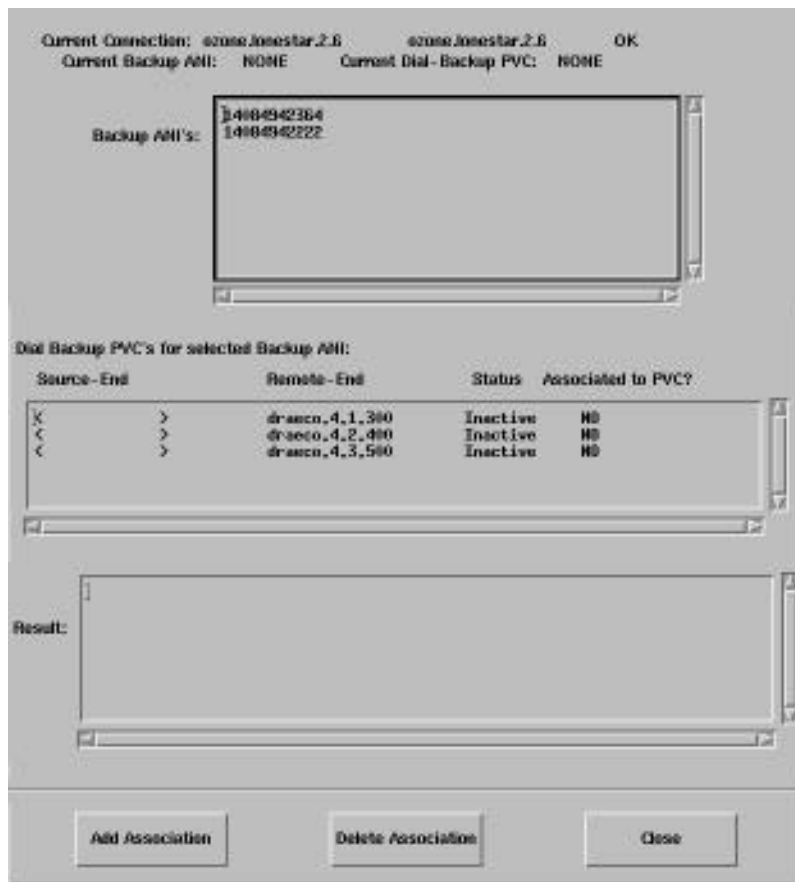 Current Connection: ozone.lonestar.2.6 ozone.lonestar.2.6 OK
Current Backup ANI: NONE Current Dial-Backup PVC: NONE
Backup ANI's:
14084942364
14084942222
Dial Backup PVC's for selected Backup ANI:
Source-End Remote-End Status Associated to PVC?
< > draeco.4.1.300 Inactive NO
< > draeco.4.2.400 Inactive NO
< > draeco.4.3.500 Inactive NO
Result:
Add Association Delete Association Close